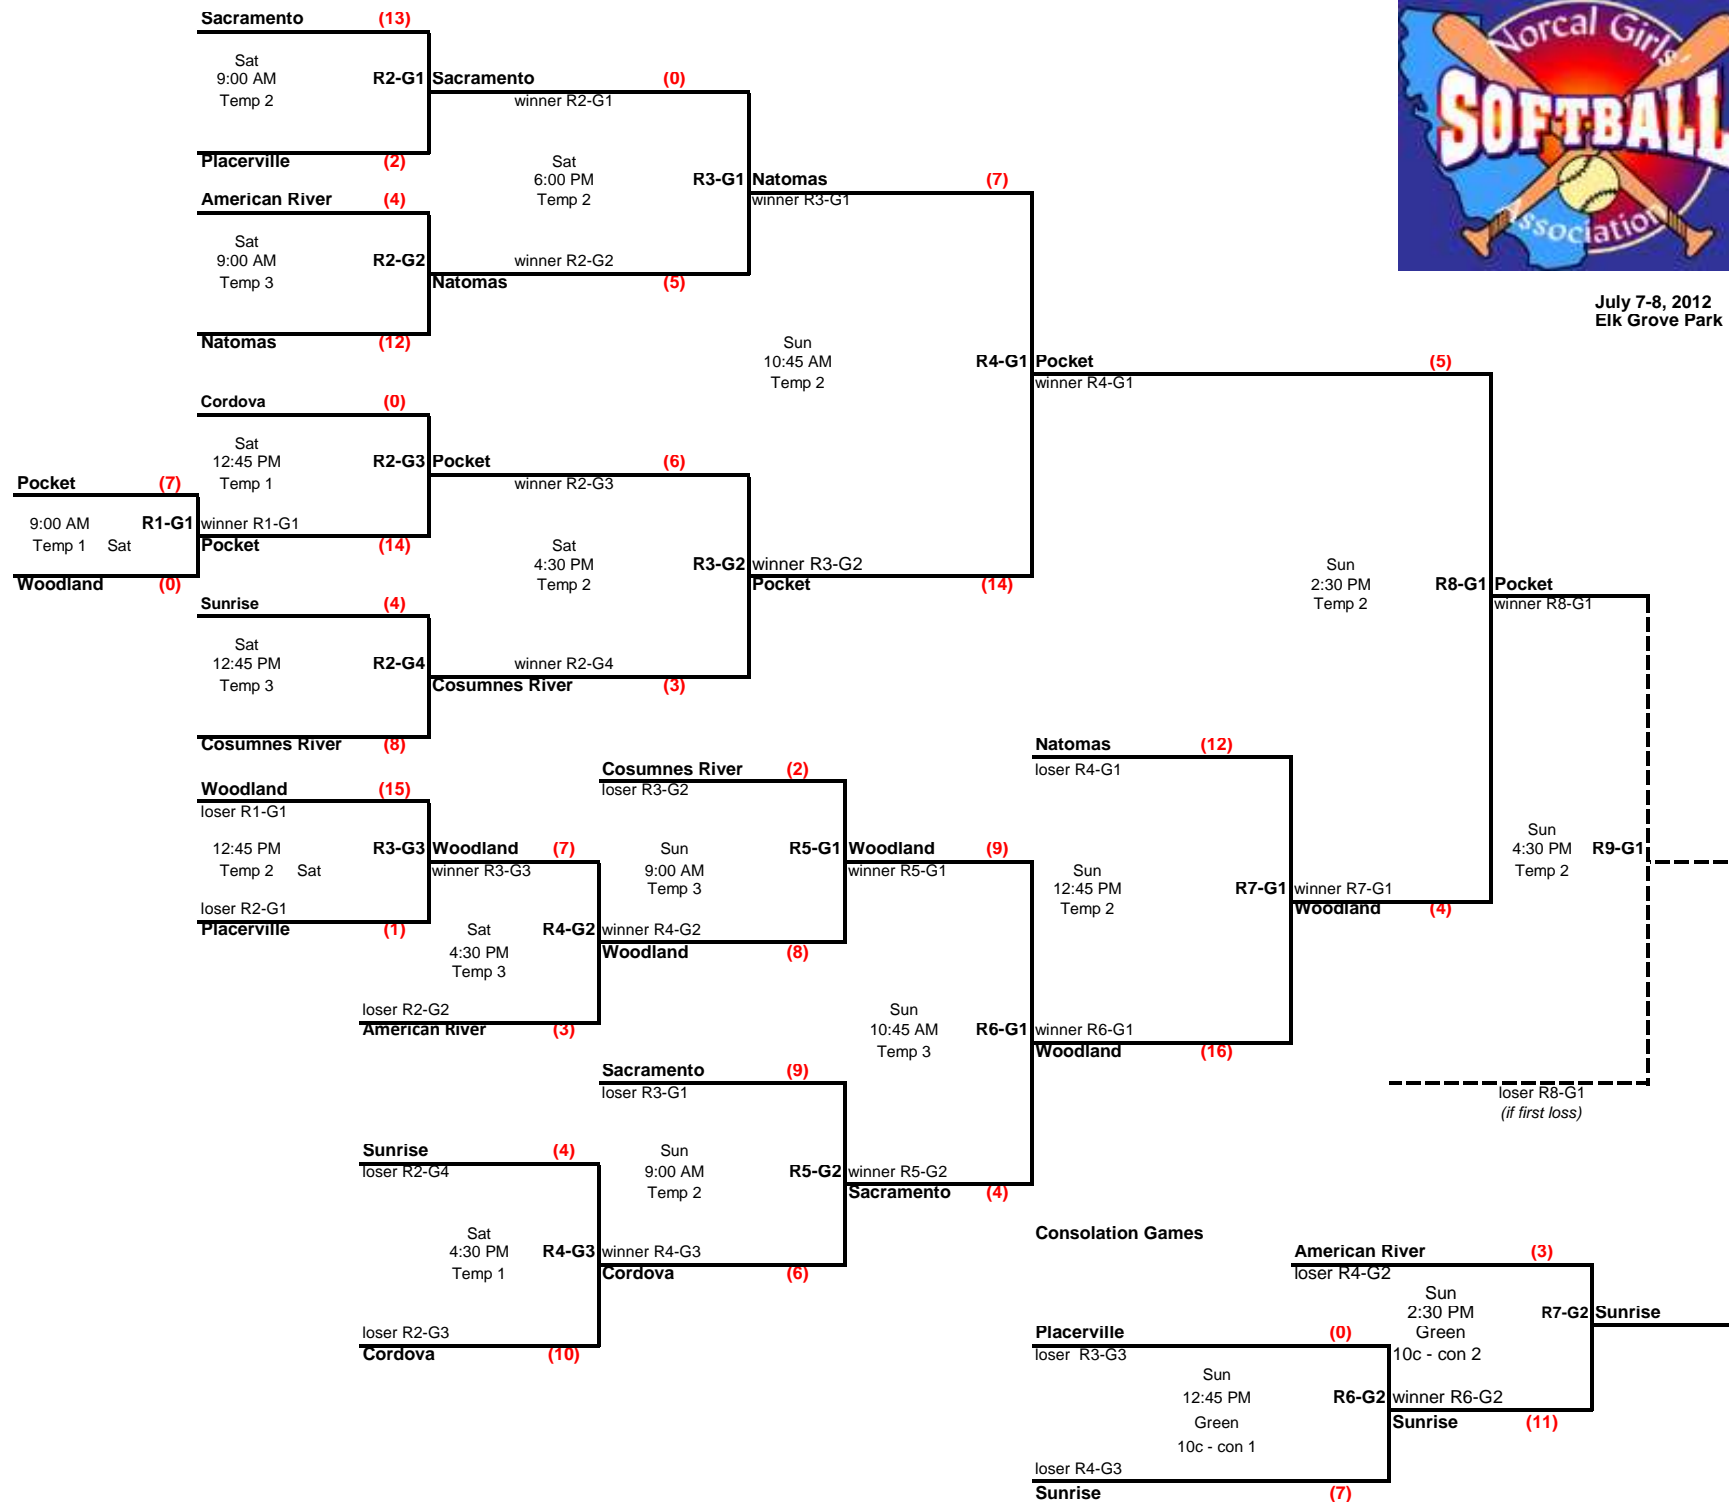 Sacramento (13)
Norcal Girls'
SOFTBALL
Association
Sat
9:00 AM R2-G1 Sacramento (0)
Temp 2 winner R2-G1
Placerville (2) Sat
6:00 PM R3-G1 Natomas (7)
American River (4) Temp 2 winner R3-G1
Sat
9:00 AM R2-G2 winner R2-G2
Temp 3 Natomas (5)
July 7-8, 2012
Elk Grove Park
Natomas (12) Sun
10:45 AM R4-G1 Pocket (5)
Temp 2 winner R4-G1
Cordova (0)
Sat
12:45 PM R2-G3 Pocket (6)
Pocket (7) Temp 1 winner R2-G3
9:00 AM R1-G1 winner R1-G1
Temp 1 Sat Pocket (14) Sat
4:30 PM R3-G2 winner R3-G2 Sun
Woodland (0) Temp 2 Pocket (14) 2:30 PM R8-G1 Pocket
Sunrise (4) Temp 2 winner R8-G1
Sat
12:45 PM R2-G4 winner R2-G4
Temp 3 Cosumnes River (3)
Cosumnes River (8) Natomas (12)
Cosumnes River (2) loser R4-G1
Woodland (15) loser R3-G2
loser R1-G1
Sun
12:45 PM R3-G3 Woodland (7) Sun R5-G1 Woodland (9) 4:30 PM R9-G1
Temp 2 Sat winner R3-G3 9:00 AM winner R5-G1 Sun Temp 2
Temp 3 12:45 PM R7-G1 winner R7-G1
loser R2-G1 Temp 2 Woodland (4)
Placerville (1) Sat R4-G2 winner R4-G2
4:30 PM Woodland (8)
Temp 3
loser R2-G2 Sun
American River (3) 10:45 AM R6-G1 winner R6-G1
Temp 3 Woodland (16)
Sacramento (9)
loser R3-G1 loser R8-G1
(if first loss)
Sunrise (4) Sun
loser R2-G4 9:00 AM R5-G2 winner R5-G2
Temp 2 Sacramento (4)
Sat Consolation Games
4:30 PM R4-G3 winner R4-G3 American River (3)
Temp 1 Cordova (6) loser R4-G2
Sun
2:30 PM R7-G2 Sunrise
loser R2-G3 Placerville (0) Green
Cordova (10) loser R3-G3 10c - con 2
Sun
12:45 PM R6-G2 winner R6-G2
Green Sunrise (11)
10c - con 1
loser R4-G3
Sunrise (7)